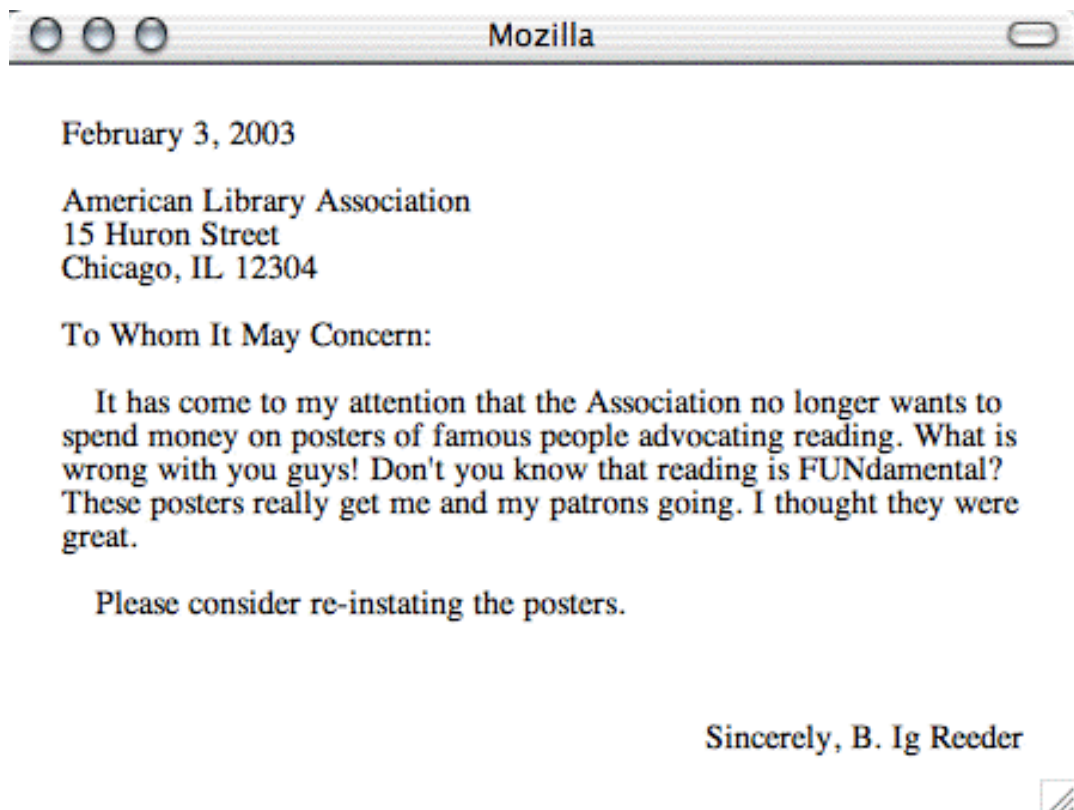 Mozilla
February 3, 2003
American Library Association
15 Huron Street
Chicago, IL 12304
To Whom It May Concern:
It has come to my attention that the Association no longer wants to
spend money on posters of famous people advocating reading. What is
wrong with you guys! Don't you know that reading is FUNdamental?
These posters really get me and my patrons going. I thought they were
great.
Please consider re-instating the posters.
Sincerely, B. Ig Reeder